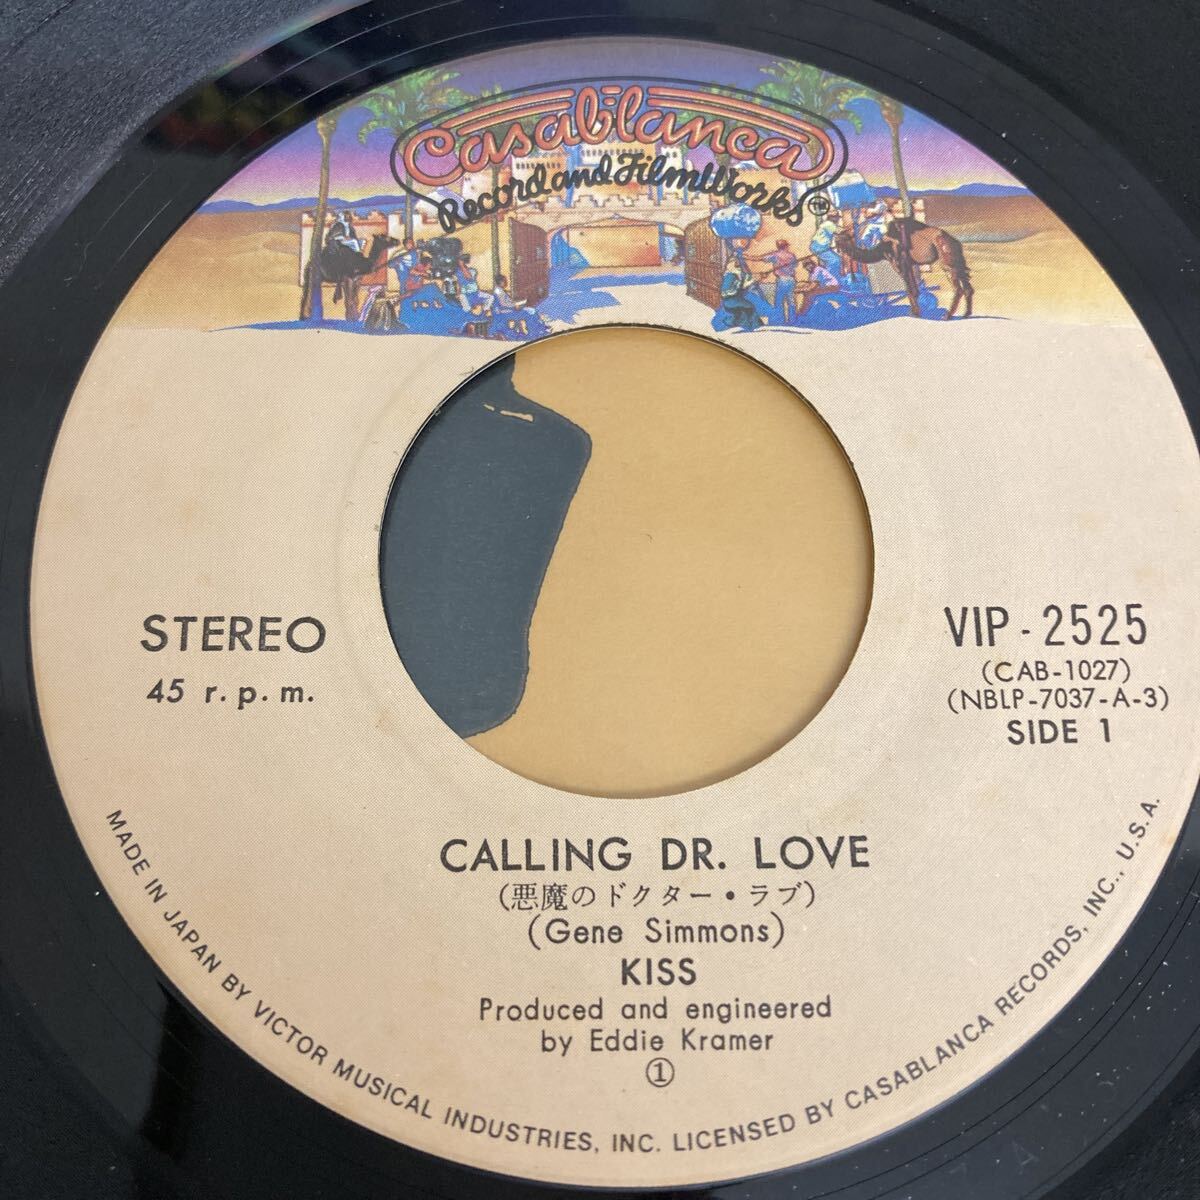 Casablanca
Record and FilmWorks™
STEREO
45 r.p.m.
VIP-2525
(CAB-1027)
(NBLP-7037-A-3)
SIDE 1
CALLING DR. LOVE
(悪魔のドクター・ラブ)
(Gene Simmons)
KISS
Produced and engineered
by Eddie Kramer
①
MADE IN JAPAN BY VICTOR MUSICAL INDUSTRIES, INC. LICENSED BY CASABLANCA RECORDS, INC., U.S.A.